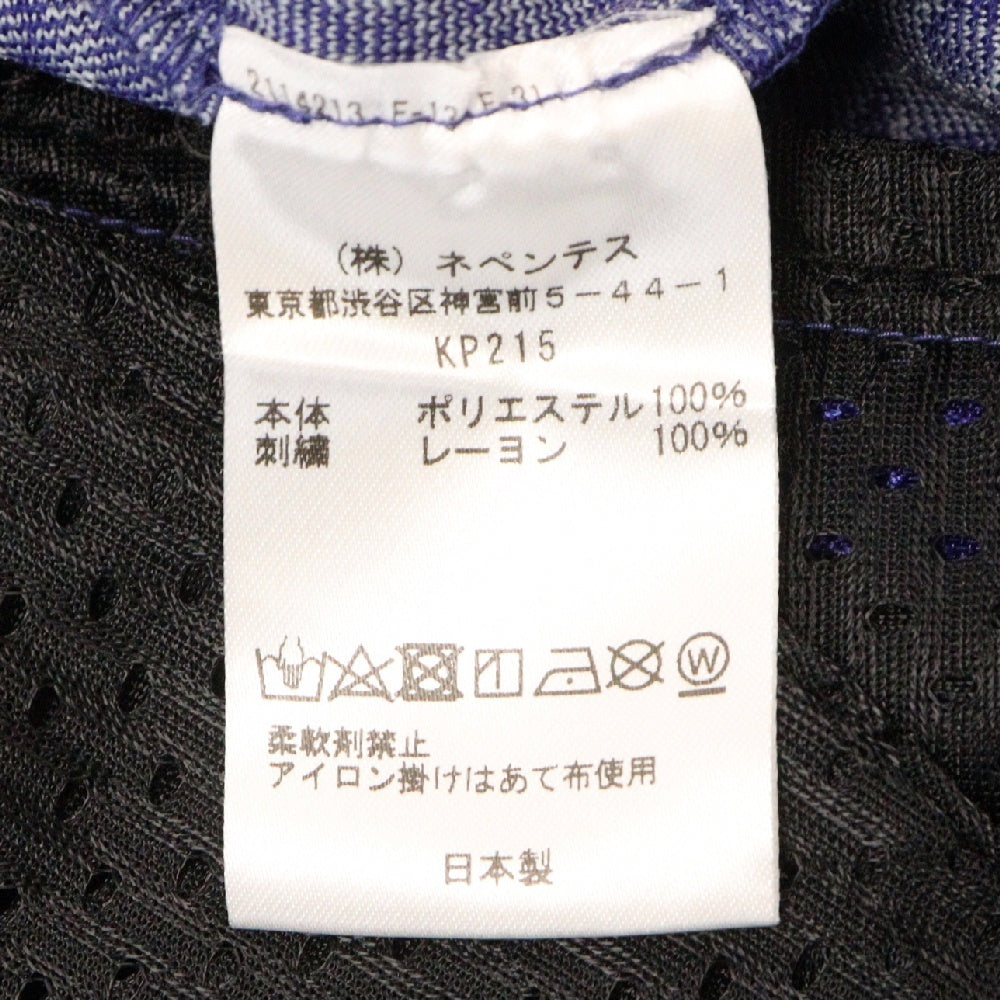 (株)ネペンテス
東京都渋谷区神宮前5-44-1
KP215
本体 ポリエステル100%
刺繍 レーヨン 100%
W
柔軟剤禁止
アイロン掛けはあて布使用
日本製